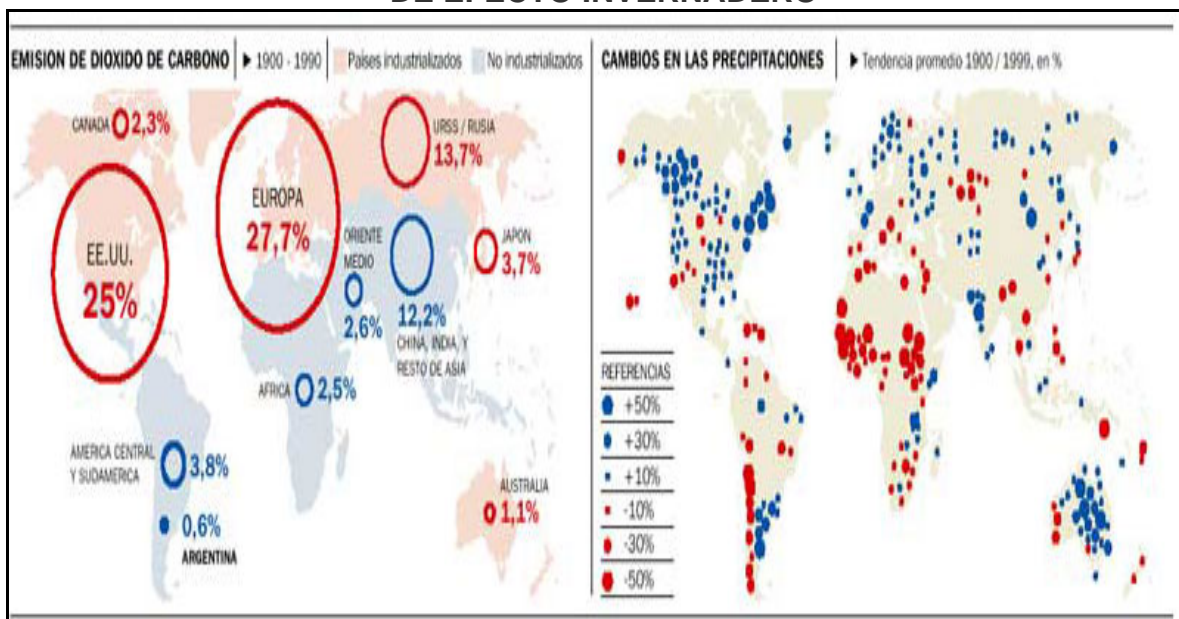 DE EFECTO INVERNADERO
EMISION DE DIOXIDO DE CARBONO
1900 - 1990
Países industrializados
No industrializados
CANADA
2,3%
EE.UU.
25%
EUROPA
27,7%
URSS / RUSIA
13,7%
ORIENTE
MEDIO
2,6%
12,2%
CHINA, INDIA, Y
RESTO DE ASIA
JAPON
3,7%
AFRICA
2,5%
AMERICA CENTRAL
Y SUDAMERICA
3,8%
0,6%
ARGENTINA
AUSTRALIA
1,1%
CAMBIOS EN LAS PRECIPITACIONES
Tendencia promedio 1900 / 1999, en %
REFERENCIAS
+50%
+30%
+10%
-10%
-30%
-50%